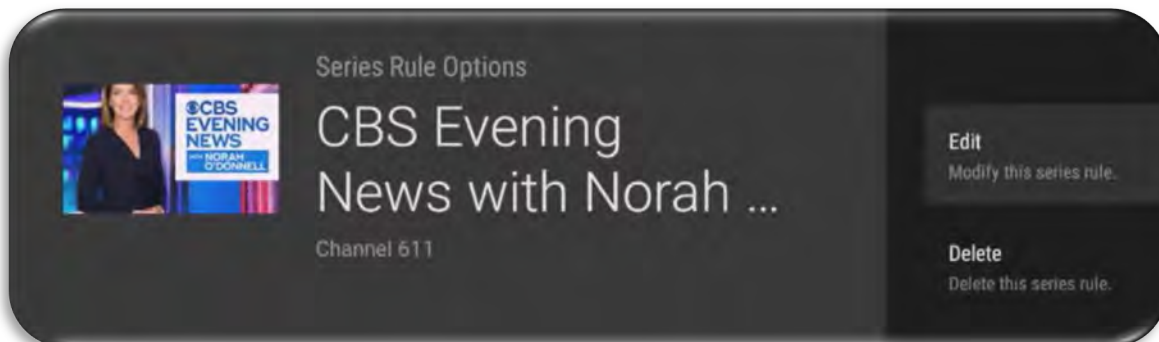 Series Rule Options
CBS Evening
News with Norah ...
Channel 611
CBS
EVENING
NEWS
WITH NORAH
O'DONNELL
Edit
Modify this series rule.
Delete
Delete this series rule.